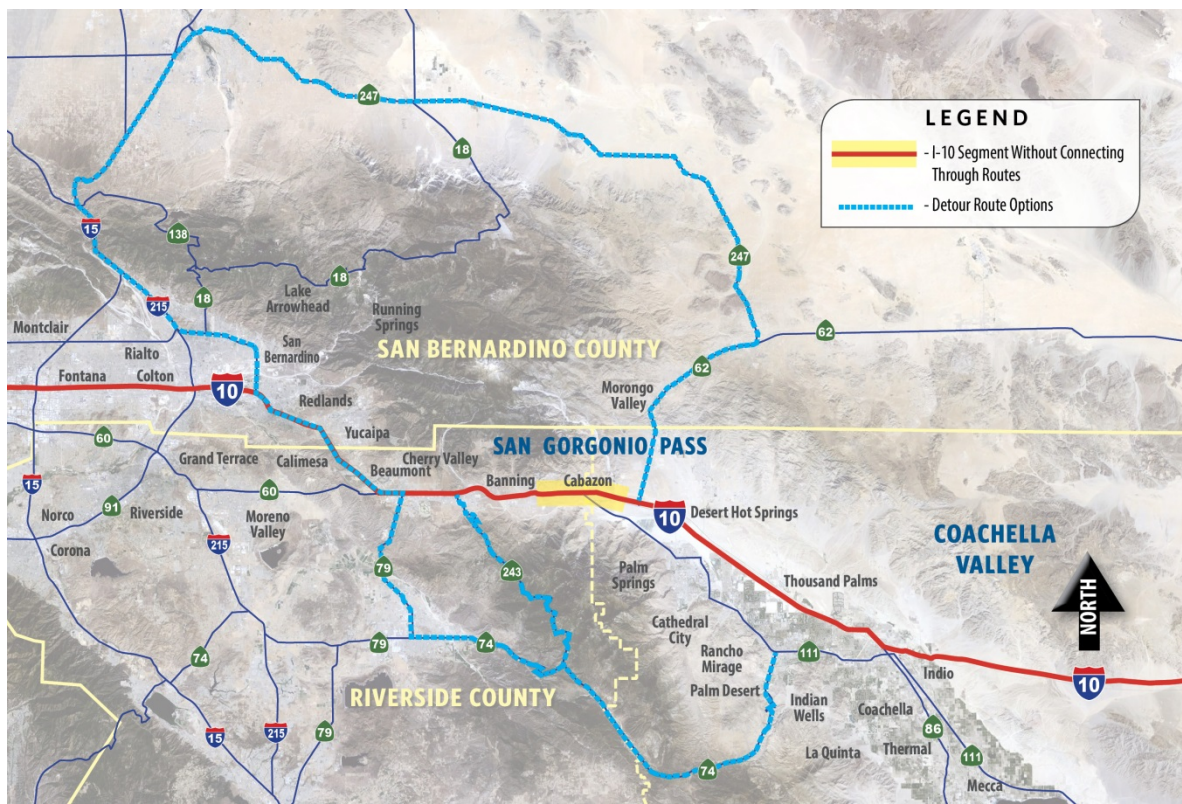 LEGEND
- I-10 Segment Without Connecting
Through Routes
- Detour Route Options
247
18
15
138
247
18
18
215
Lake
Arrowhead
Running
Springs
Montclair
San
Bernardino
SAN BERNARDINO COUNTY
62
Rialto
62
Fontana
Colton
10
Redlands
Morongo
Valley
Yucaipa
60
Grand Terrace
Calimesa
Cherry Valley
SAN GORGONIO PASS
Beaumont
Banning
Cabazon
15
60
91
Norco
Riverside
Moreno
Valley
10
Desert Hot Springs
COACHELLA
VALLEY
Corona
215
79
243
Palm
Springs
Thousand Palms
NORTH
Cathedral
City
74
79
74
Rancho
Mirage
111
Indio
10
RIVERSIDE COUNTY
Palm Desert
Indian
Wells
Coachella
15
215
79
86
La Quinta
Thermal
111
74
Mecca